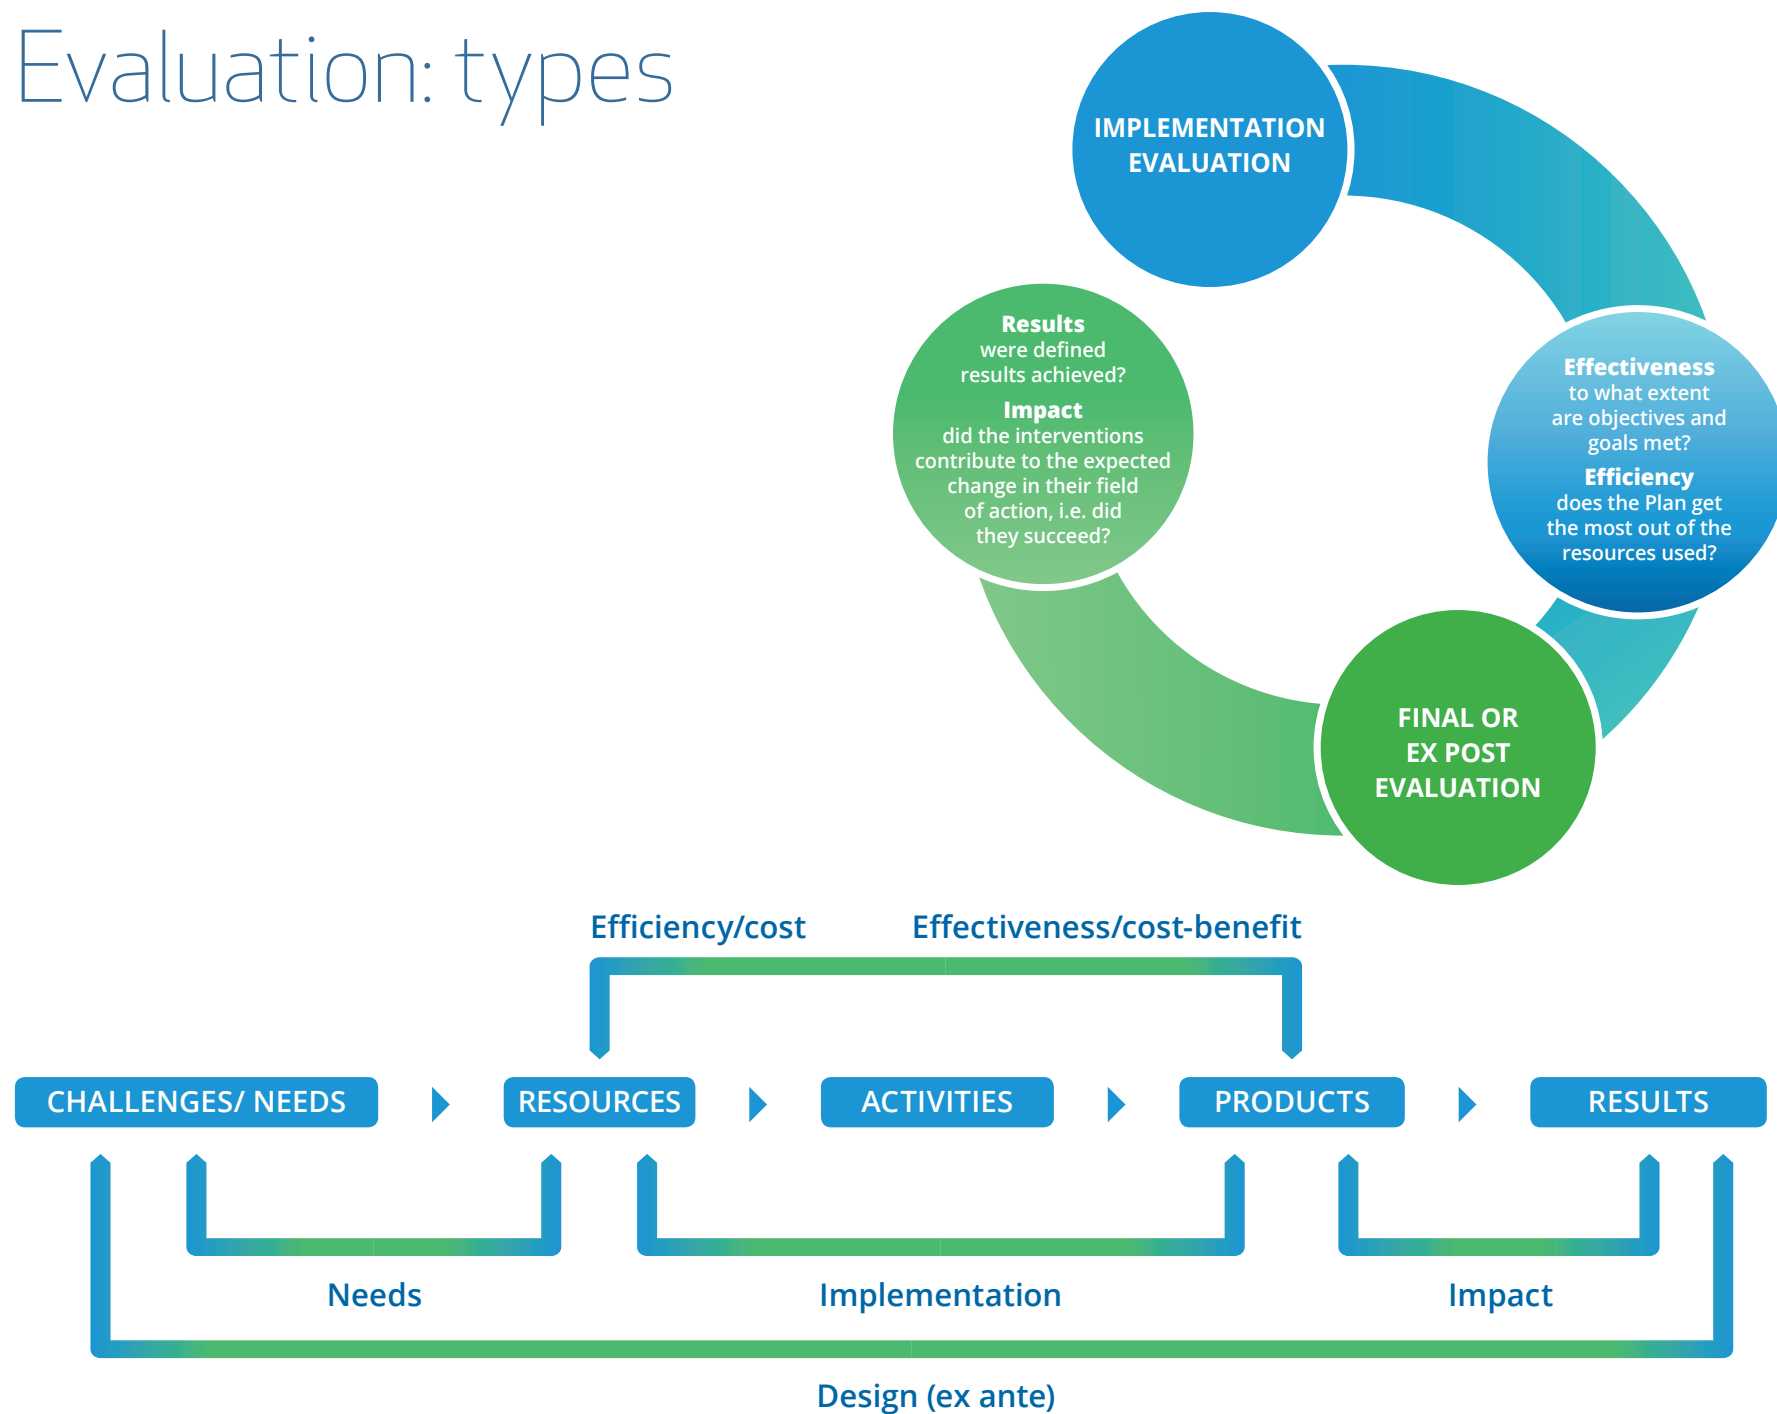 Evaluation: types
IMPLEMENTATION
EVALUATION
Results
were defined
results achieved?
Impact
did the interventions
contribute to the expected
change in their field
of action, i.e. did
they succeed?
Effectiveness
to what extent
are objectives and
goals met?
Efficiency
does the Plan get
the most out of the
resources used?
FINAL OR
EX POST
EVALUATION
Efficiency/cost
Effectiveness/cost-benefit
CHALLENGES/ NEEDS
RESOURCES
ACTIVITIES
PRODUCTS
RESULTS
Needs
Implementation
Impact
Design (ex ante)